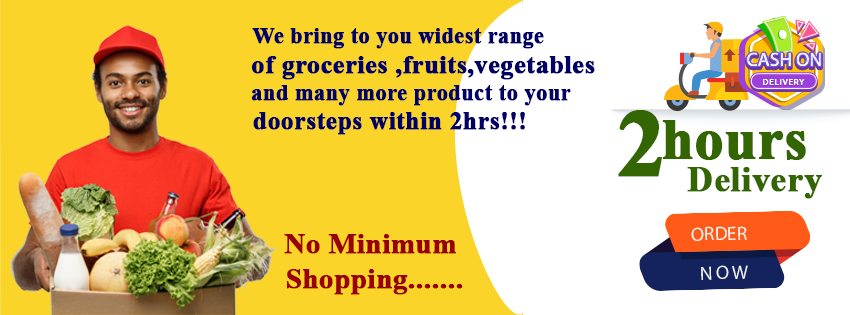 We bring to you widest range
of groceries ,fruits,vegetables
and many more product to your
doorsteps within 2hrs!!!
No Minimum
Shopping.......
CASH ON
DELIVERY
2hours
Delivery
ORDER
NOW